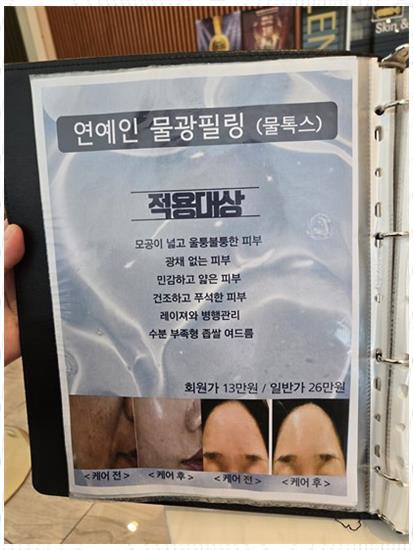 EN
Skin &
연예인 물광필링 (물톡스)
적용대상
모공이 넓고 울퉁불퉁한 피부
광채 없는 피부
민감하고 얇은 피부
건조하고 푸석한 피부
레이져와 병행관리
수분 부족형 좁쌀 여드름
회원가 13만원 / 일반가 26만원
<케어 전> <케어 후> <케어 전> <케어 후>